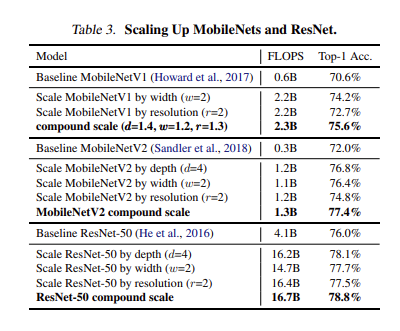 Table 3. Scaling Up MobileNets and ResNet.
Model FLOPS Top-1 Acc.
Baseline MobileNetV1 (Howard et al., 2017) 0.6B 70.6%
Scale MobileNetV1 by width (w=2) 2.2B 74.2%
Scale MobileNetV1 by resolution (r=2) 2.2B 72.7%
compound scale (d=1.4, w=1.2, r=1.3) 2.3B 75.6%
Baseline MobileNetV2 (Sandler et al., 2018) 0.3B 72.0%
Scale MobileNetV2 by depth (d=4) 1.2B 76.8%
Scale MobileNetV2 by width (w=2) 1.1B 76.4%
Scale MobileNetV2 by resolution (r=2) 1.2B 74.8%
MobileNetV2 compound scale 1.3B 77.4%
Baseline ResNet-50 (He et al., 2016) 4.1B 76.0%
Scale ResNet-50 by depth (d=4) 16.2B 78.1%
Scale ResNet-50 by width (w=2) 14.7B 77.7%
Scale ResNet-50 by resolution (r=2) 16.4B 77.5%
ResNet-50 compound scale 16.7B 78.8%